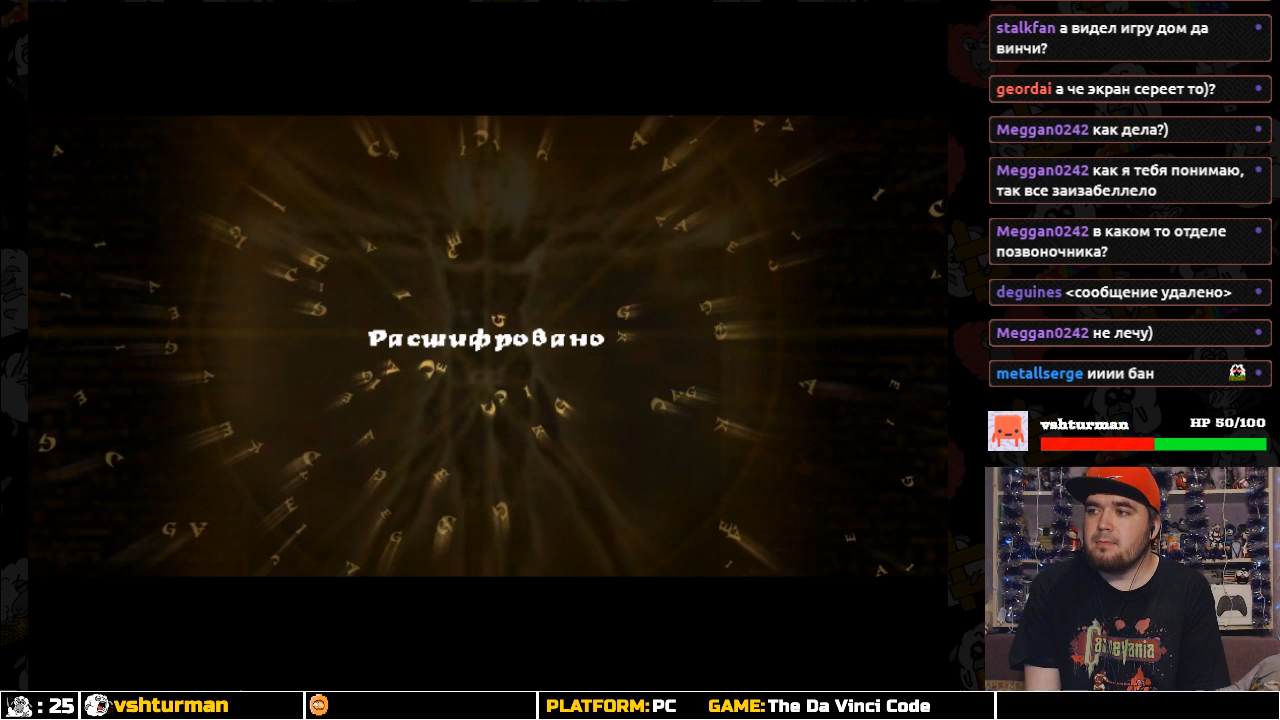 stalkfan а видел игру дом да
винчи?
geordai а че экран сереет то)?
Meggan0242 как дела?)
Meggan0242 как я тебя понимаю,
так все заизабеллело
Meggan0242 в каком то отделе
позвоночника?
deguines <сообщение удалено>
Meggan0242 не лечу)
metallserge ииии бан
Расшифровано
vshturman HP 50/100
Castlevania
: 25 vshturman PLATFORM: PC GAME: The Da Vinci Code